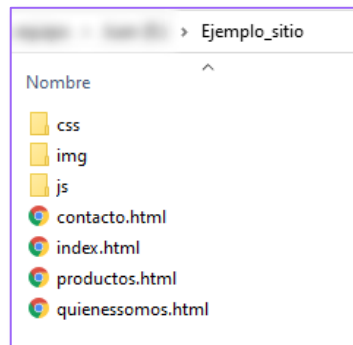 > Ejemplo_sitio
Nombre
css
img
js
contacto.html
index.html
productos.html
quienessomos.html